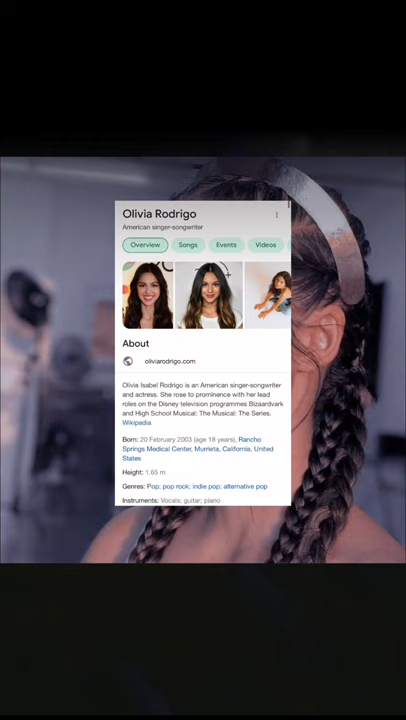 Olivia Rodrigo
American singer-songwriter
Overview Songs Events Videos
About
oliviarodrigo.com
Olivia Isabel Rodrigo is an American singer-songwriter
and actress. She rose to prominence with her lead
roles on the Disney television programmes Bizaardvark
and High School Musical: The Musical: The Series.
Wikipedia
Born: 20 February 2003 (age 18 years), Rancho
Springs Medical Center, Murrieta, California, United
States
Height: 1.65 m
Genres: Pop; pop rock; indie pop; alternative pop
Instruments: Vocals; guitar; piano